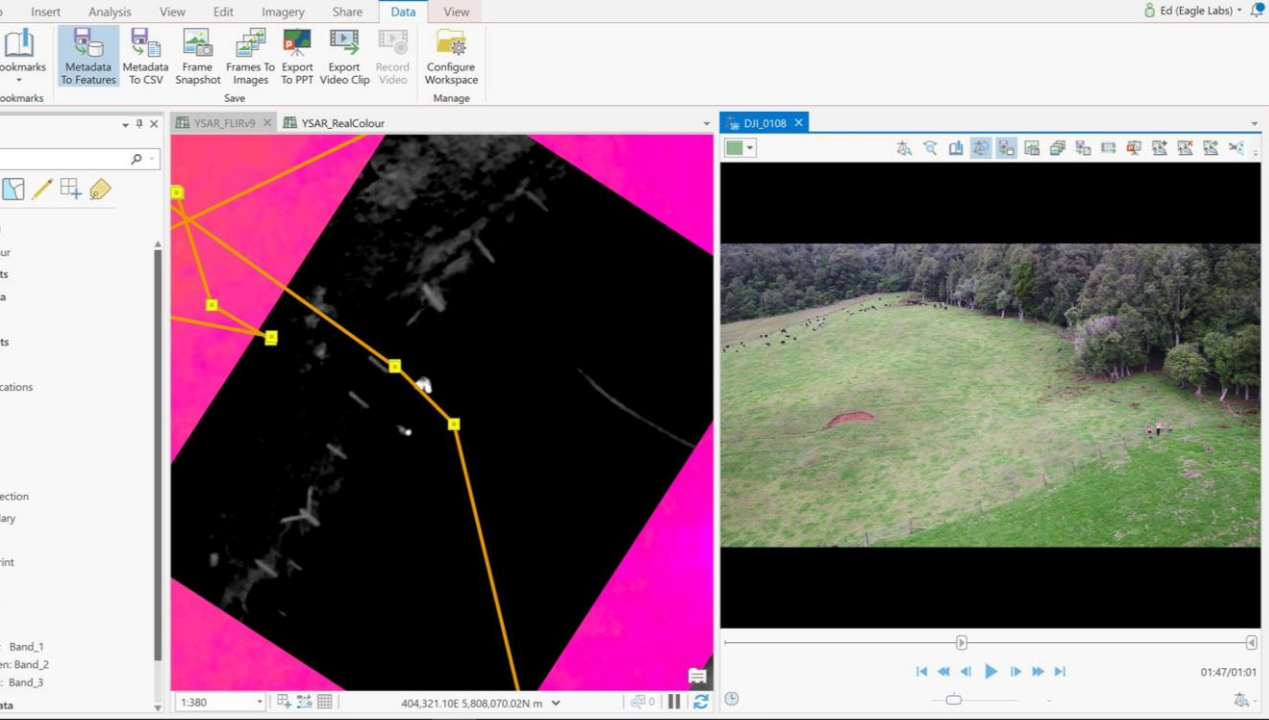 Insert Analysis View Edit Imagery Share Data View Ed (Eagle Labs)
ookmarks
Metadata To Features
Metadata To CSV
Frame Snapshot
Frames To Images
Export To PPT
Export Video Clip
Record Video
Configure Workspace
ookmarks Save Manage
YSAR_FLIRv9 YSAR_RealColour DJI_0108
ur
ts
a
ts
cations
ection
lary
rint
: Band_1
en: Band_2
: Band_3
ata
1:380 404,321.10E 5,808,070.02N m 0
01:47/01:01